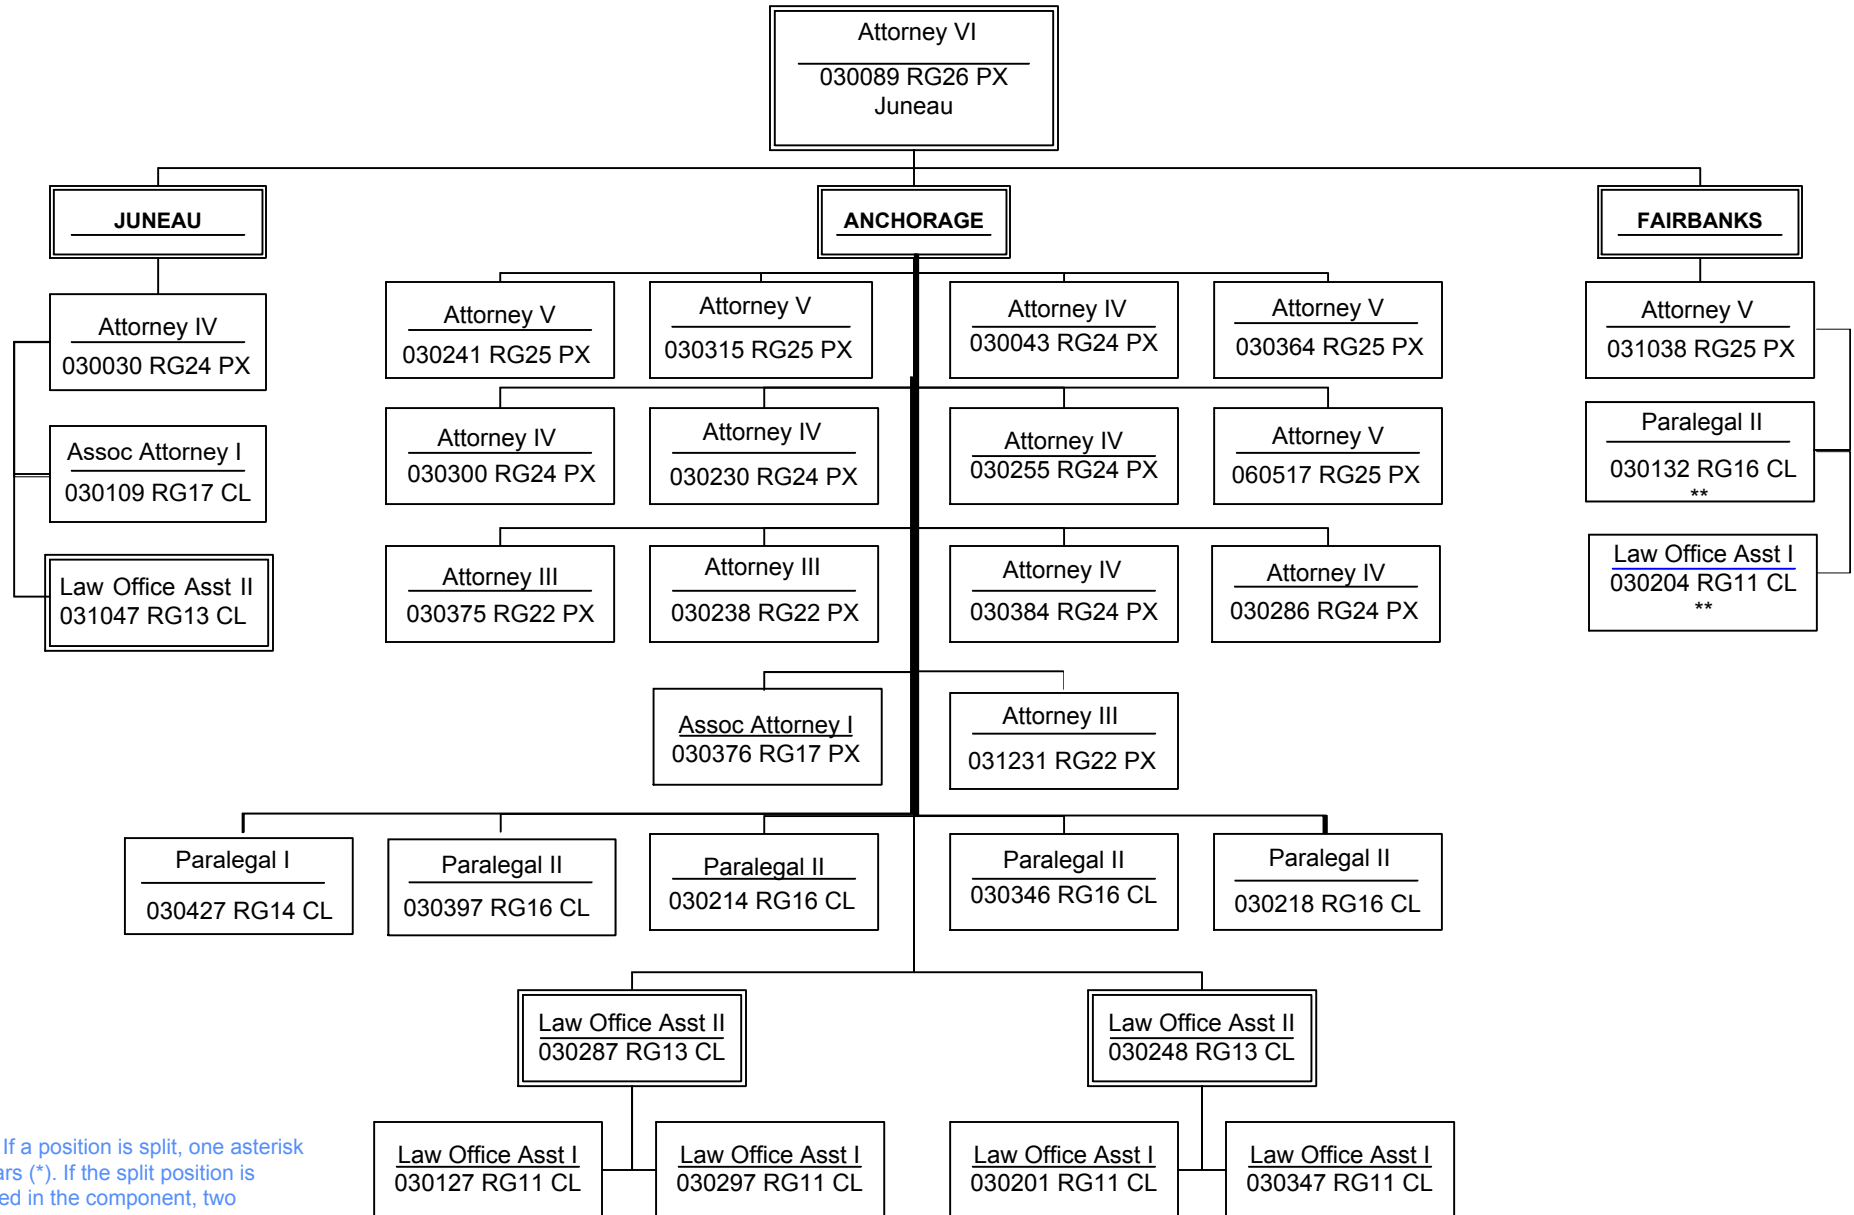 Attorney VI
030089 RG26 PX
Juneau
JUNEAU
ANCHORAGE
FAIRBANKS
Attorney IV
030030 RG24 PX
Assoc Attorney I
030109 RG17 CL
Law Office Asst II
031047 RG13 CL
Attorney V
030241 RG25 PX
Attorney V
030315 RG25 PX
Attorney IV
030043 RG24 PX
Attorney V
030364 RG25 PX
Attorney IV
030300 RG24 PX
Attorney IV
030230 RG24 PX
Attorney IV
030255 RG24 PX
Attorney V
060517 RG25 PX
Attorney III
030375 RG22 PX
Attorney III
030238 RG22 PX
Attorney IV
030384 RG24 PX
Attorney IV
030286 RG24 PX
Assoc Attorney I
030376 RG17 PX
Attorney III
031231 RG22 PX
Paralegal I
030427 RG14 CL
Paralegal II
030397 RG16 CL
Paralegal II
030214 RG16 CL
Paralegal II
030346 RG16 CL
Paralegal II
030218 RG16 CL
Law Office Asst II
030287 RG13 CL
Law Office Asst II
030248 RG13 CL
Law Office Asst I
030127 RG11 CL
Law Office Asst I
030297 RG11 CL
Law Office Asst I
030201 RG11 CL
Law Office Asst I
030347 RG11 CL
Attorney V
031038 RG25 PX
Paralegal II
030132 RG16 CL
**
Law Office Asst I
030204 RG11 CL
**
If a position is split, one asterisk
(*). If the split position is
in the component, two